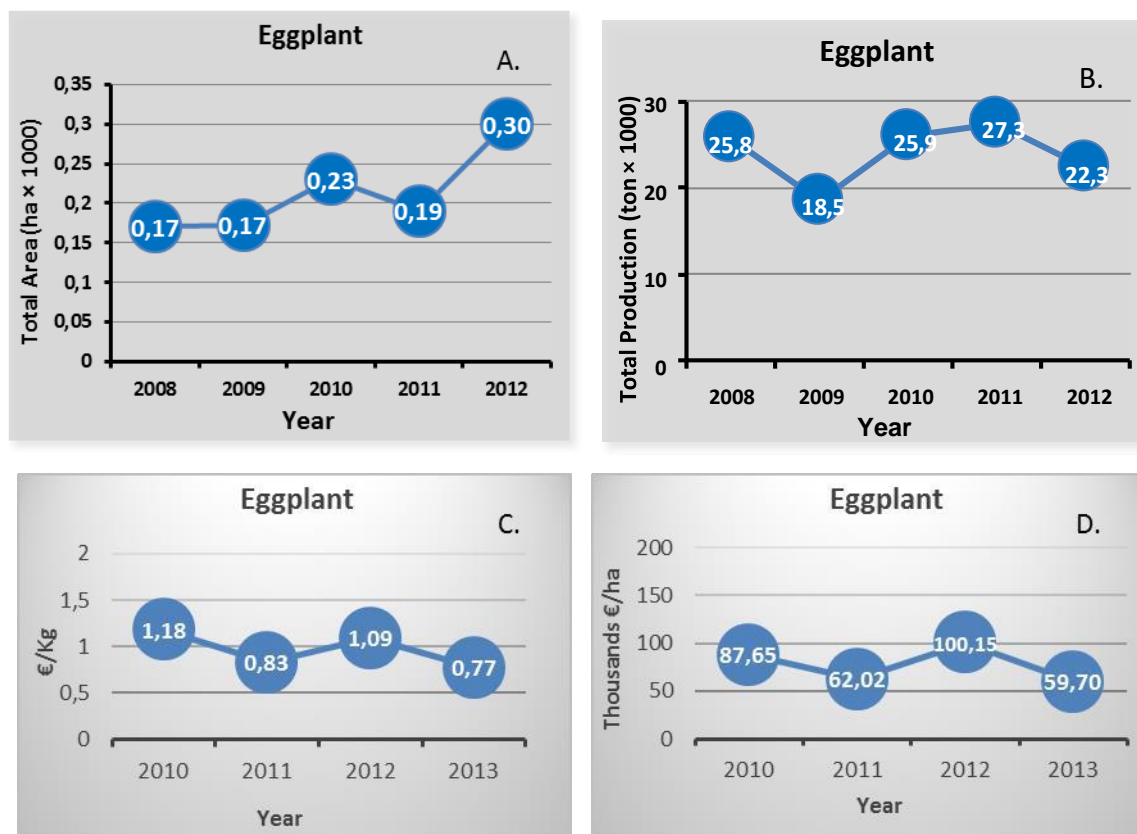 Eggplant
A.
Total Area (ha × 1000)
0,35
0,3
0,25
0,2
0,15
0,1
0,05
0
0,17
0,17
0,23
0,19
0,30
2008 2009 2010 2011 2012
Year
Eggplant
B.
Total Production (ton × 1000)
30
20
10
0
25,8
18,5
25,9
27,3
22,3
2008 2009 2010 2011 2012
Year
Eggplant
C.
€/Kg
2
1,5
1
0,5
0
1,18
0,83
1,09
0,77
2010 2011 2012 2013
Year
Eggplant
D.
Thousands €/ha
200
150
100
50
0
87,65
62,02
100,15
59,70
2010 2011 2012 2013
Year